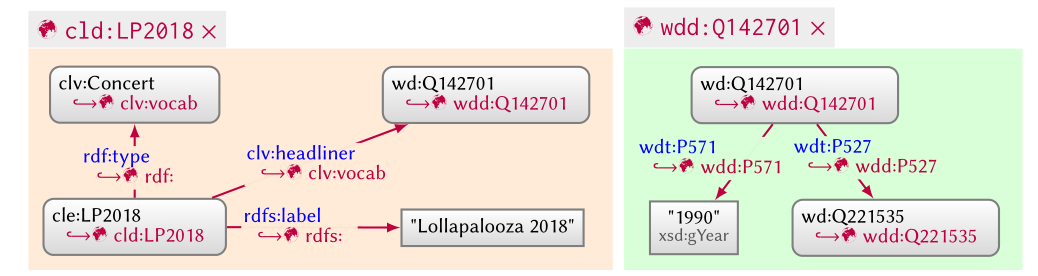 cld:LP2018 ×
clv:Concert
↪ clv:vocab
wd:Q142701
↪ wdd:Q142701
rdf:type
↪ rdf:
clv:headliner
↪ clv:vocab
cle:LP2018
↪ cld:LP2018
rdfs:label
↪ rdfs:
"Lollapalooza 2018"
wdd:Q142701 ×
wd:Q142701
↪ wdd:Q142701
wdt:P571
↪ wdd:P571
wdt:P527
↪ wdd:P527
"1990"
xsd:gYear
wd:Q221535
↪ wdd:Q221535